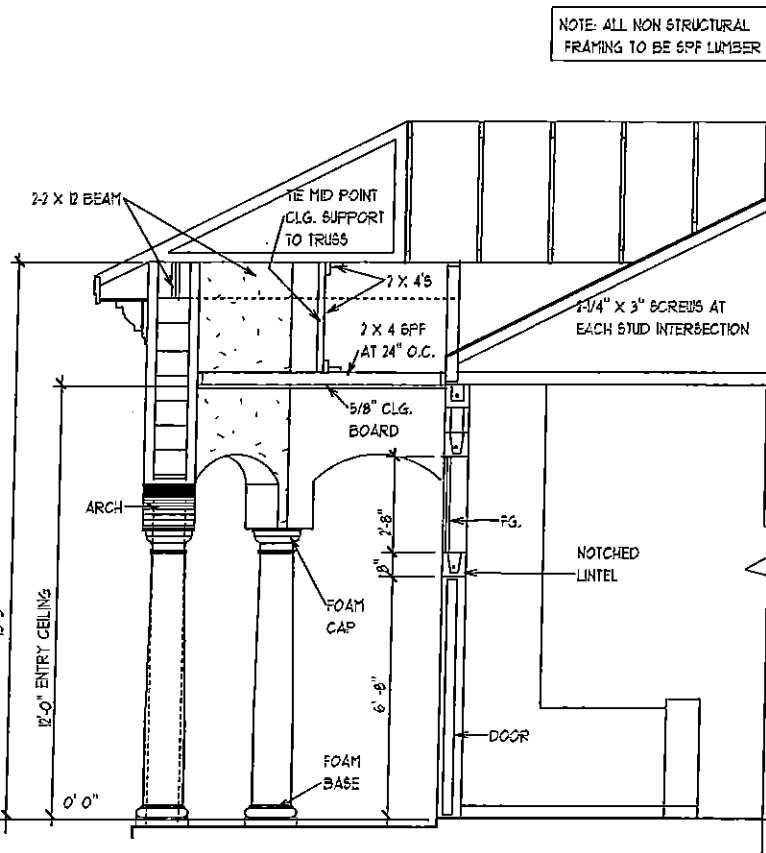 NOTE: ALL NON STRUCTURAL
FRAMING TO BE SPF LUMBER
2-2 X 12 BEAM
TIE MID POINT
CLG. SUPPORT
TO TRUSS
2 X 4'S
2-1/4" X 3" SCREWS AT
EACH STUD INTERSECTION
2 X 4 SPF
AT 24" O.C.
5/8" CLG.
BOARD
ARCH
2'-8"
FG.
8"
NOTCHED
LINTEL
FOAM
CAP
12'-0" ENTRY CEILING
6'-8"
DOOR
FOAM
BASE
0' 0"